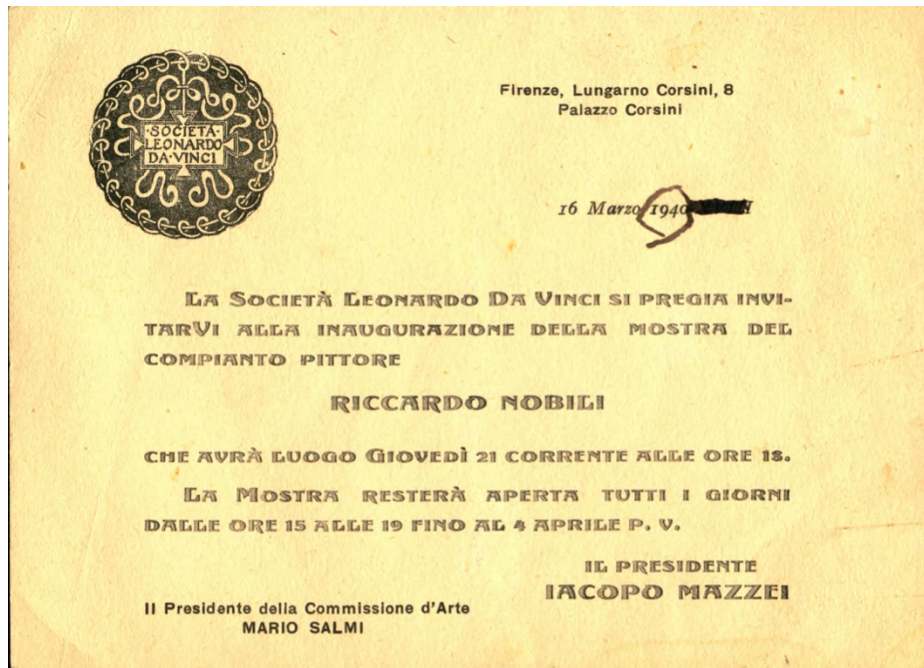 ·SOCIETÀ·
LEONARDO
DA·VINCI
Firenze, Lungarno Corsini, 8
Palazzo Corsini
16 Marzo 1940
La Società Leonardo Da Vinci si pregia invi-
tarVi alla inaugurazione della mostra del
compianto pittore
RICCARDO NOBILI
che avrà luogo Giovedì 21 corrente alle ore 18.
La Mostra resterà aperta tutti i giorni
dalle ore 15 alle 19 fino al 4 aprile p. v.
IL PRESIDENTE
IACOPO MAZZEI
Il Presidente della Commissione d'Arte
MARIO SALMI